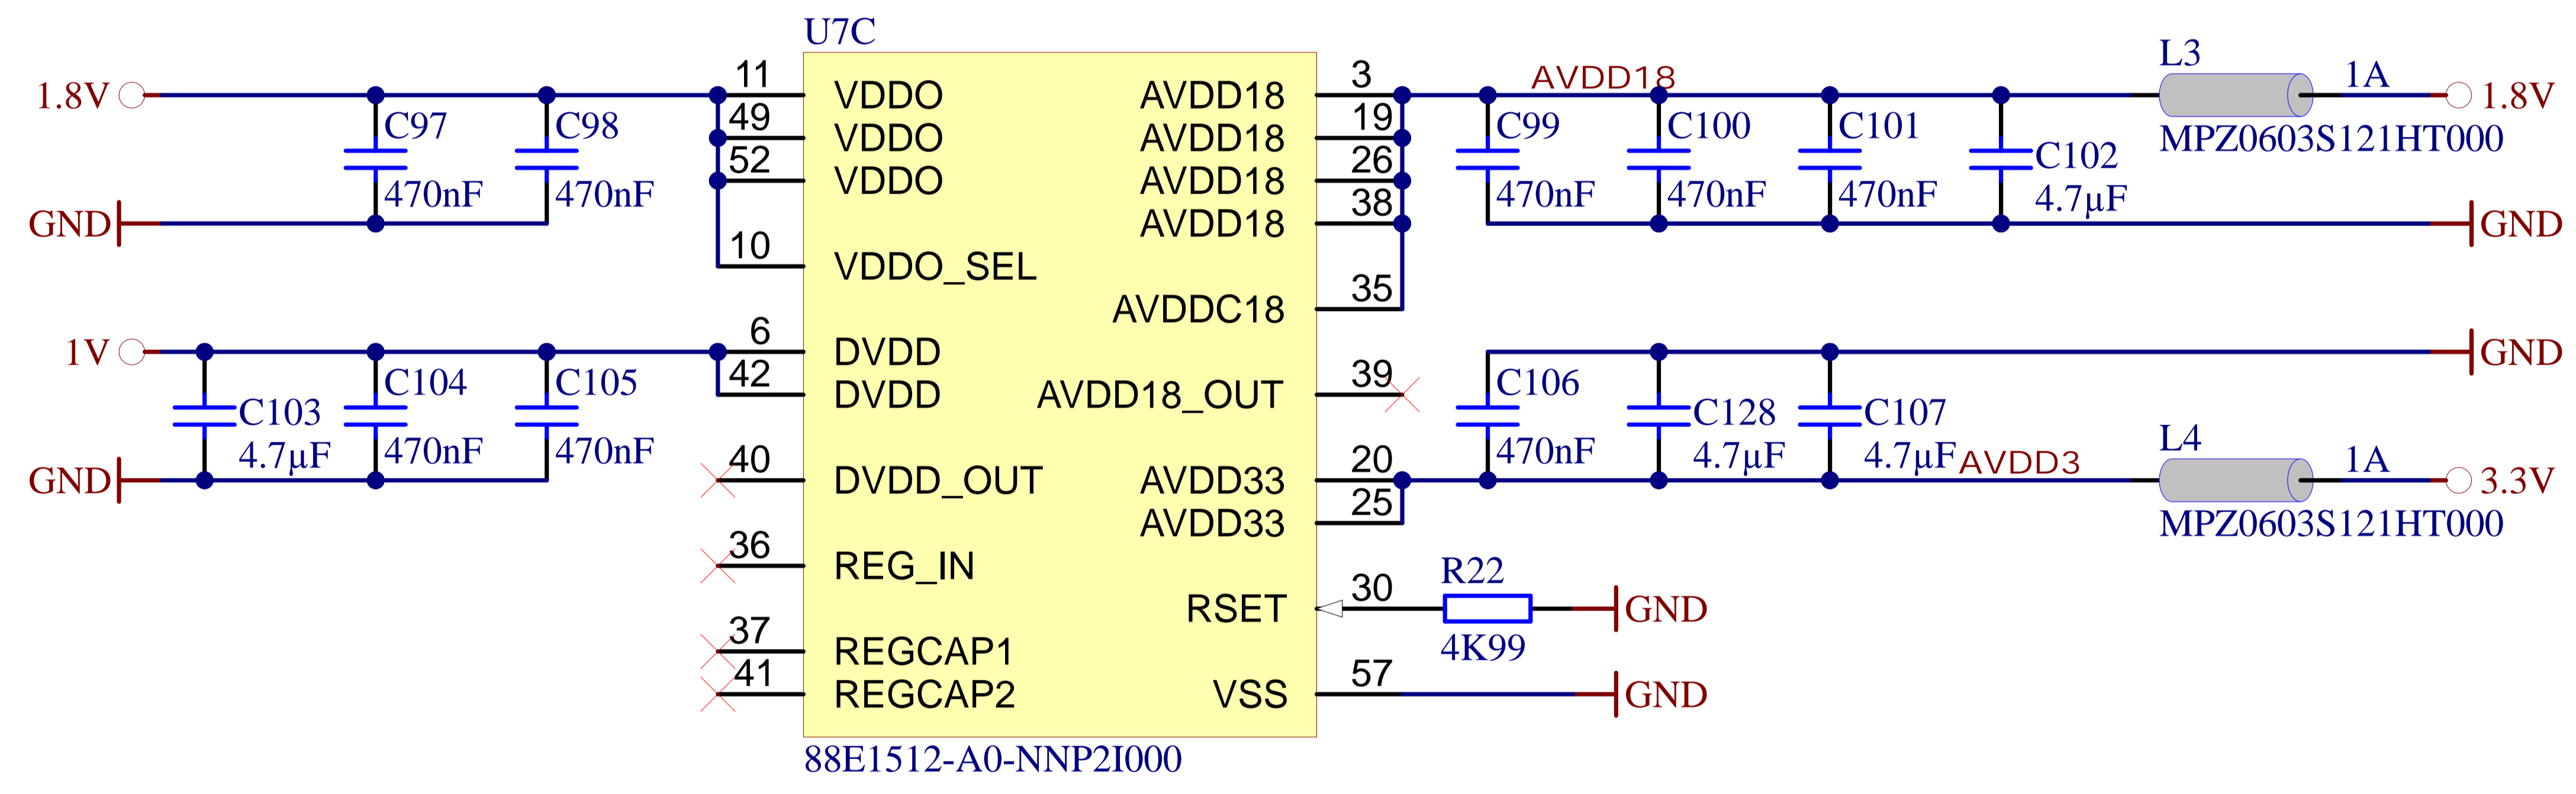 U7C
1.8V
C97
470nF
C98
470nF
GND
11 VDDO
49 VDDO
52 VDDO
10 VDDO_SEL
1V
C103
4.7µF
C104
470nF
C105
470nF
GND
6 DVDD
42 DVDD
40 DVDD_OUT
36 REG_IN
37 REGCAP1
41 REGCAP2
AVDD18 3
AVDD18 19
AVDD18 26
AVDD18 38
AVDDC18 35
AVDD18_OUT 39
AVDD33 20
AVDD33 25
RSET 30
VSS 57
88E1512-A0-NNP2I000
AVDD18
C99
470nF
C100
470nF
C101
470nF
C102
4.7µF
L3
1A
1.8V
MPZ0603S121HT000
GND
GND
C106
470nF
C128
4.7µF
C107
4.7µF
AVDD3
L4
1A
3.3V
MPZ0603S121HT000
R22
4K99
GND
GND